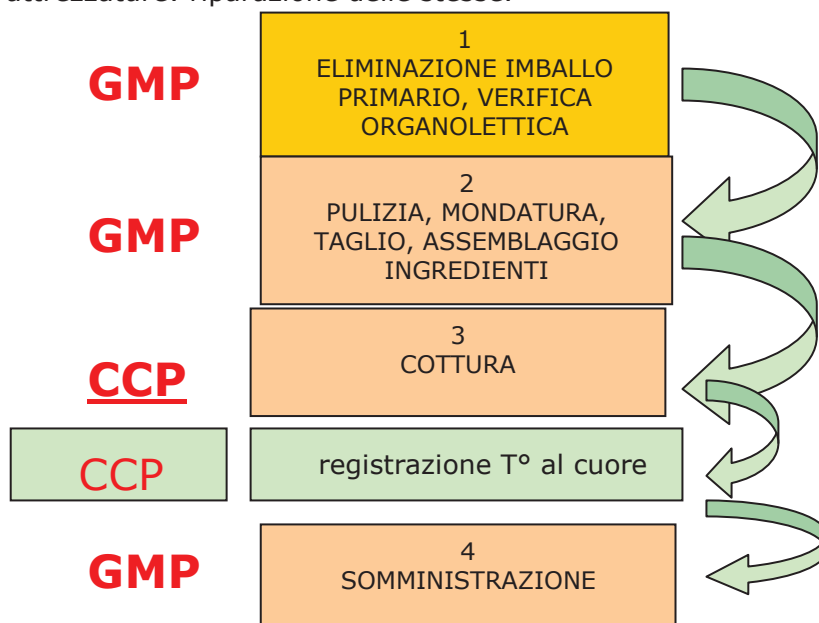 attrezzature. riparazione delle stesse.
1
GMP
ELIMINAZIONE IMBALLO
PRIMARIO, VERIFICA
ORGANOLETTICA
2
GMP
PULIZIA, MONDATURA,
TAGLIO, ASSEMBLAGGIO
INGREDIENTI
3
CCP
COTTURA
CCP
registrazione T° al cuore
4
GMP
SOMMINISTRAZIONE